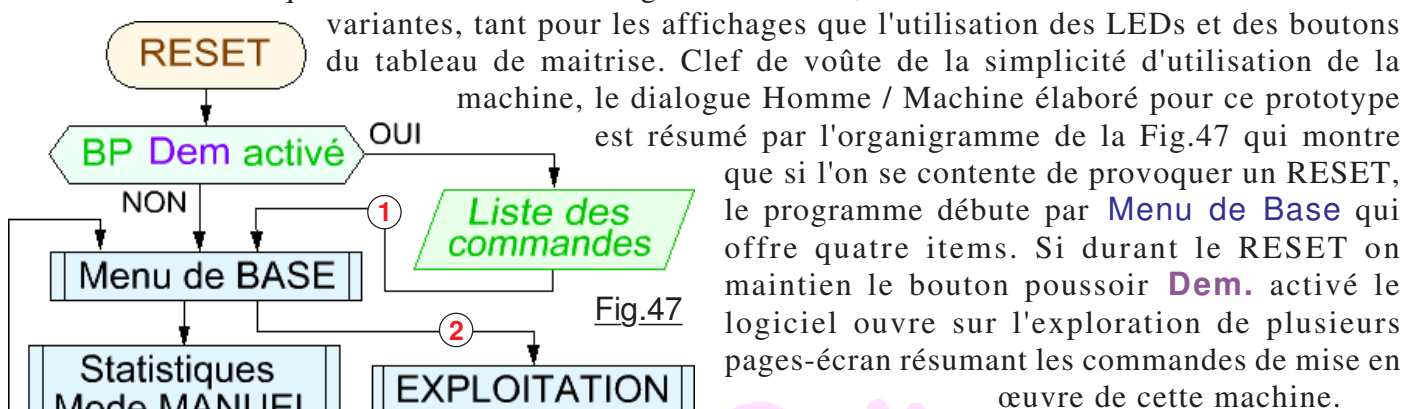 variantes, tant pour les affichages que l'utilisation des LEDs et des boutons
du tableau de maitrise. Clef de voûte de la simplicité d'utilisation de la
machine, le dialogue Homme / Machine élaboré pour ce prototype
est résumé par l'organigramme de la Fig.47 qui montre
que si l'on se contente de provoquer un RESET,
le programme débute par Menu de Base qui
offre quatre items. Si durant le RESET on
maintien le bouton poussoir Dem. activé le
logiciel ouvre sur l'exploration de plusieurs
pages-écran résumant les commandes de mise en
œuvre de cette machine.
RESET
BP Dem activé
OUI
NON
1
Liste des
commandes
Menu de BASE
Fig.47
2
Statistiques
Mode MANUEL
EXPLOITATION